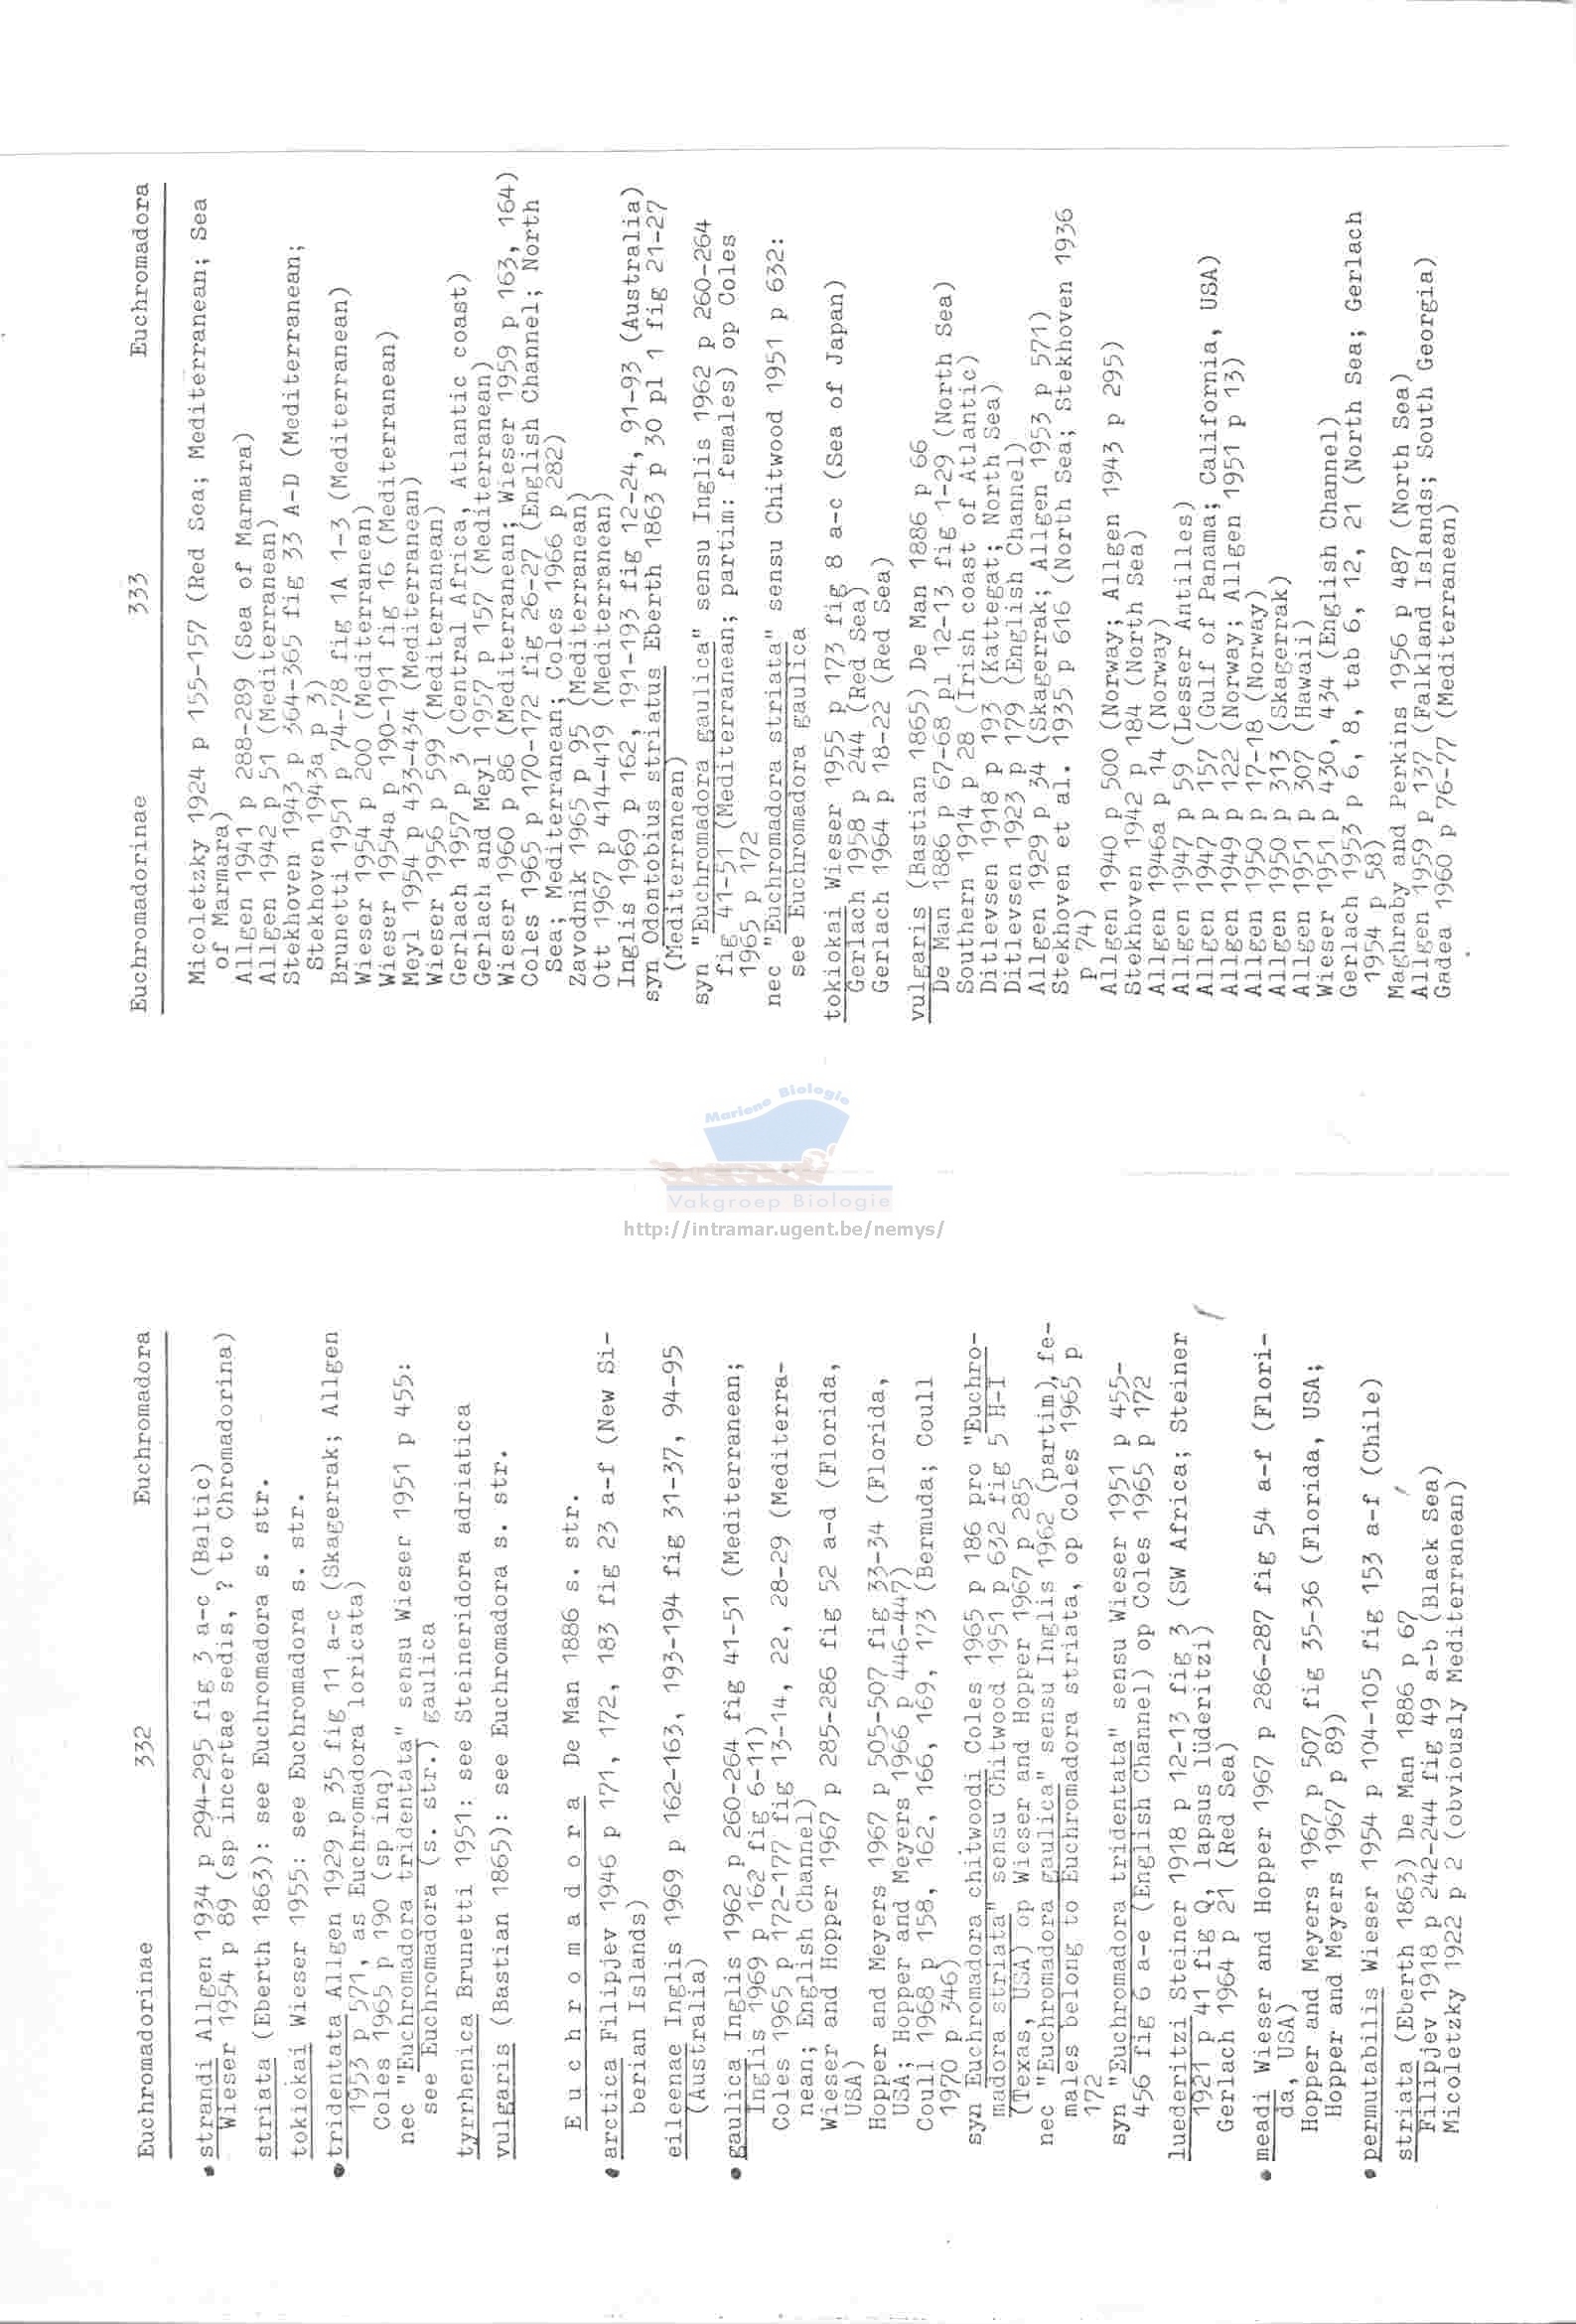 Euchromadorinae 332 Euchromadora
strandi Allgen 1934 p 294-295 fig 3 a-c (Baltic)
Wieser 1954 p 89 (sp incertae sedis, ? to Chromadorina)
striata (Eberth 1863): see Euchromadora s. str.
tokiokai Wieser 1955: see Euchromadora s. str.
tridentata Allgen 1929 p 35 fig 11 a-c (Skagerrak; Allgen
1953 p 571, as Euchromadora loricata)
Coles 1965 p 190 (sp inq)
nec "Euchromadora tridentata" sensu Wieser 1951 p 455:
see Euchromadora (s. str.) gaulica
tyrrhenica Brunetti 1951: see Steineridora adriatica
vulgaris (Bastian 1865)): see Euchromadora s. str.
E u c h r o m a d o r a De Man 1886 s. str.
arctica Filipjev 1946 p 171, 172, 183 fig 23 a-f (New Si-
berian Islands)
eileenae Inglis 1969 p 162-163, 193-194 fig 31-37, 94-95
(Australia)
gaulica Inglis 1962 p 260-264 fig 41-51 (Mediterranean;
Inglis 1969 p 162 fig 6-11)
Coles 1965 p 172-177 fig 13-14, 22, 28-29 (Mediterra-
nean; English Channel)
Wieser and Hopper 1967 p 285-286 fig 52 a-d (Florida,
USA)
Hopper and Meyers 1967 p 505-507 fig 33-34 (Florida,
USA; Hopper and Meyers 1966 p 446-447)
Coull 1968 p 158, 162, 166, 169, 173 (Bermuda; Coull
1970 p 346)
syn Euchromadora chitwoodi Coles 1965 p 186 pro "Euchro-
madora striata" sensu Chitwood 1951 p 632 fig 5 H-I
(Texas, USA) op Wieser and Hopper 1967 p 285
nec "Euchromadora gaulica" sensu Inglis 1962 (partim), fe-
males belong to Euchromadora striata, op Coles 1965 p
172
syn "Euchromadora tridentata" sensu Wieser 1951 p 455-
456 fig 6 a-e (English Channel) op Coles 1965 p 172
luederitzi Steiner 1918 p 12-13 fig 3 (SW Africa; Steiner
1921 p 41 fig Q, lapsus lüderitzi)
Gerlach 1964 p 21 (Red Sea)
meadi Wieser and Hopper 1967 p 286-287 fig 54 a-f (Flori-
da, USA)
Hopper and Meyers 1967 p 507 fig 35-36 (Florida, USA;
Hopper and Meyers 1967 p 89)
permutabilis Wieser 1954 p 104-105 fig 153 a-f (Chile)
striata (Eberth 1863) De Man 1886 p 67
Filipjev 1918 p 242-244 fig 49 a-b (Black Sea)
Micoletzky 1922 p 2 (obviously Mediterranean)
Euchromadorinae 333 Euchromadora
Micoletzky 1924 p 155-157 (Red Sea; Mediterranean; Sea
of Marmara)
Allgen 1941 p 288-289 (Sea of Marmara)
Allgen 1942 p 51 (Mediterranean)
Stekhoven 1943 p 364-365 fig 33 A-D (Mediterranean;
Stekhoven 1943a p 3)
Brunetti 1951 p 74-78 fig 1A 1-3 (Mediterranean)
Wieser 1954 p 200 (Mediterranean)
Wieser 1954a p 190-191 fig 16 (Mediterranean)
Meyl 1954 p 433-434 (Mediterranean)
Wieser 1956 p 599 (Mediterranean)
Gerlach 1957 p 3 (Central Africa, Atlantic coast)
Gerlach and Meyl 1957 p 157 (Mediterranean)
Wieser 1960 p 86 (Mediterranean; Wieser 1959 p 163, 164)
Coles 1965 p 170-172 fig 26-27 (English Channel; North
Sea; Mediterranean; Coles 1966 p 282)
Zavodnik 1965 p 95 (Mediterranean)
Ott 1967 p 414-419 (Mediterranean)
Inglis 1969 p 162, 191-193 fig 12-24, 91-93 (Australia)
syn Odontobius striatus Eberth 1863 p 30 pl 1 fig 21-27
(Mediterranean)
syn "Euchromadora gaulica" sensu Inglis 1962 p 260-264
fig 41-51 (Mediterranean; partim: females) op Coles
1965 p 172
nec "Euchromadora striata" sensu Chitwood 1951 p 632:
see Euchromadora gaulica
tokiokai Wieser 1955 p 173 fig 8 a-c (Sea of Japan)
Gerlach 1958 p 244 (Red Sea)
Gerlach 1964 p 18-22 (Red Sea)
vulgaris (Bastian 1865) De Man 1886 p 66
De Man 1886 p 67-68 pl 12-13 fig 1-29 (North Sea)
Southern 1914 p 28 (Irish coast of Atlantic)
Ditlevsen 1918 p 193 (Kattegat; North Sea)
Ditlevsen 1923 p 179 (English Channel)
Allgen 1929 p 34 (Skagerrak; Allgen 1953 p 571)
Stekhoven et al. 1935 p 616 (North Sea; Stekhoven 1936
p 74)
Allgen 1940 p 500 (Norway; Allgen 1943 p 295)
Stekhoven 1942 p 184 (North Sea)
Allgen 1946a p 14 (Norway)
Allgen 1947 p 59 (Lesser Antilles)
Allgen 1947 p 157 (Gulf of Panama; California, USA)
Allgen 1949 p 122 (Norway; Allgen 1951 p 13)
Allgen 1950 p 17-18 (Norway)
Allgen 1950 p 313 (Skagerrak)
Allgen 1951 p 307 (Hawaii)
Wieser 1951 p 430, 434 (English Channel)
Gerlach 1953 p 6, 8, tab 6, 12, 21 (North Sea; Gerlach
1954 p 58)
Maghraby and Perkins 1956 p 487 (North Sea)
Allgen 1959 p 137 (Falkland Islands; South Georgia)
Gadea 1960 p 76-77 (Mediterranean)
Mariene Biologie
Vakgroep Biologie
http://intramar.ugent.be/nemys/